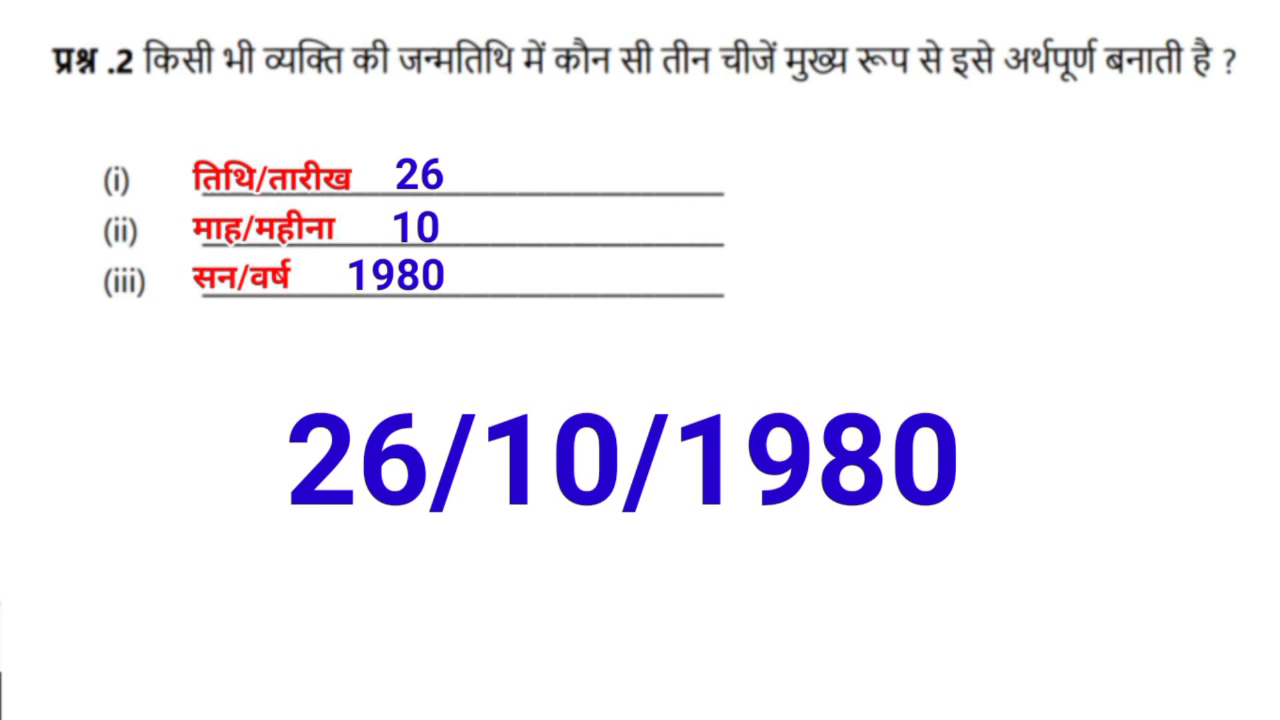 प्रश्न .2 किसी भी व्यक्ति की जन्मतिथि में कौन सी तीन चीजें मुख्य रूप से इसे अर्थपूर्ण बनाती है ?
(i) तिथि/तारीख 26
(ii) माह/महीना 10
(iii) सन/वर्ष 1980
26/10/1980